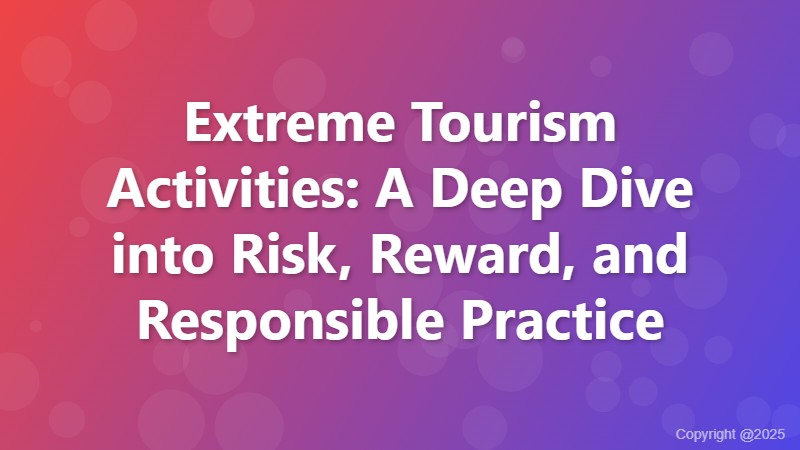 Extreme Tourism
Activities: A Deep Dive
into Risk, Reward, and
Responsible Practice
Copyright @2025